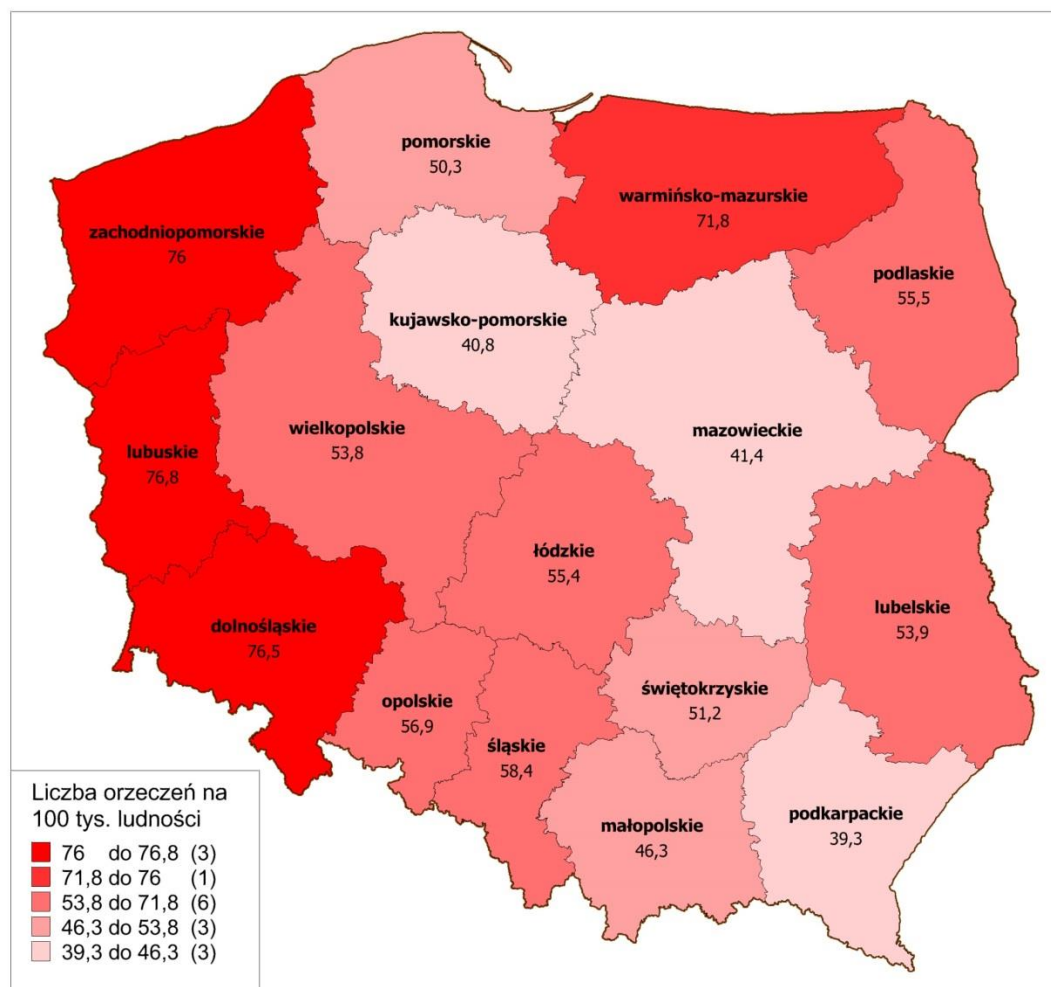 pomorskie
50,3
warmińsko-mazurskie
71,8
zachodniopomorskie
76
podlaskie
55,5
kujawsko-pomorskie
40,8
wielkopolskie
53,8
mazowieckie
41,4
lubuskie
76,8
łódzkie
55,4
dolnośląskie
76,5
lubelskie
53,9
opolskie
56,9
świętokrzyskie
51,2
śląskie
58,4
małopolskie
46,3
podkarpackie
39,3
Liczba orzeczeń na
100 tys. ludności
76 do 76,8 (3)
71,8 do 76 (1)
53,8 do 71,8 (6)
46,3 do 53,8 (3)
39,3 do 46,3 (3)